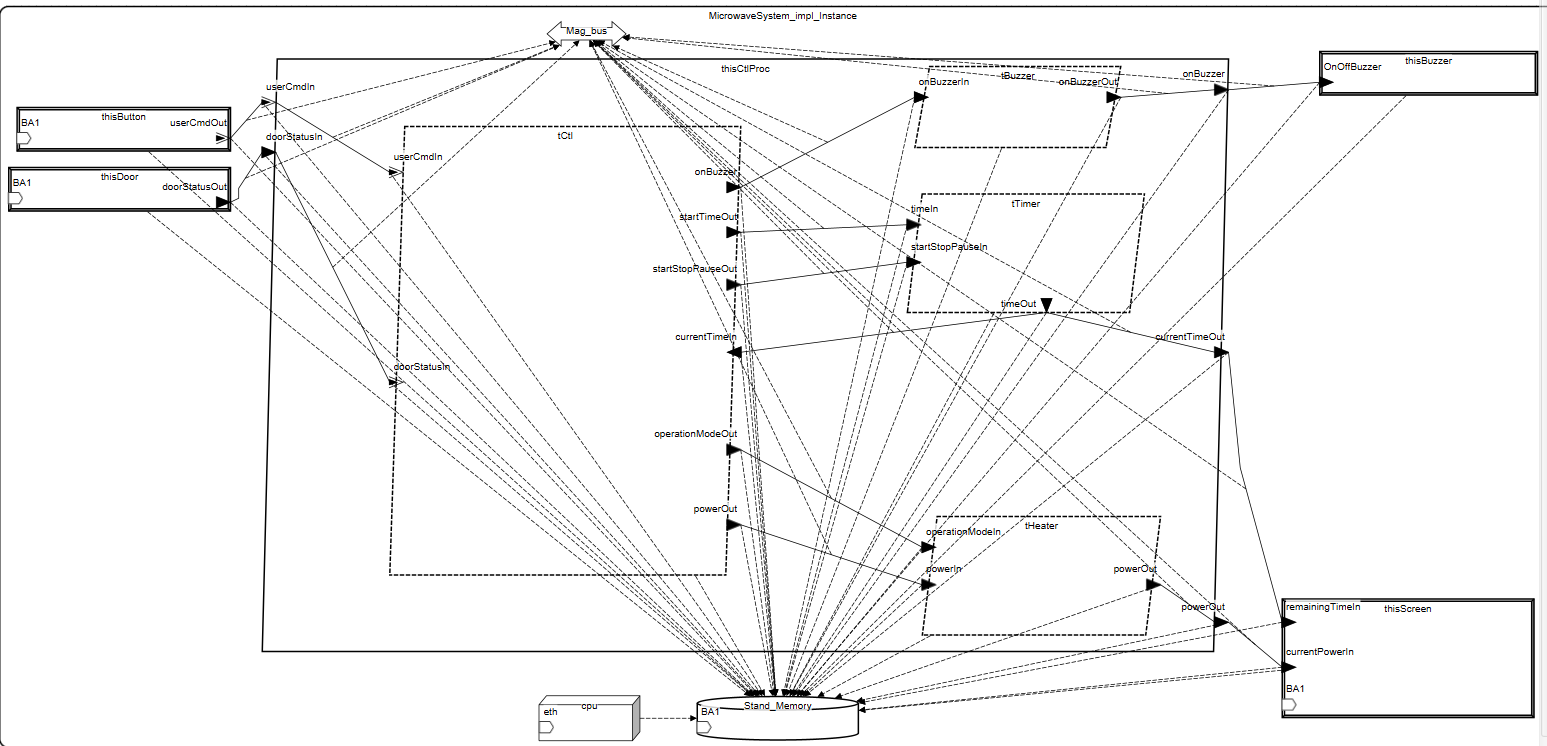 MicrowaveSystem_impl_Instance
Mag_bus
thisCtlProc
thisBuzzer
OnOffBuzzer
onBuzzer
tBuzzer
onBuzzerIn
onBuzzerOut
userCmdIn
thisButton
BA1
userCmdOut
doorStatusIn
tCtl
userCmdIn
thisDoor
BA1
doorStatusOut
onBuzzer
tTimer
timeIn
startTimeOut
startStopPauseIn
startStopPauseOut
timeOut
currentTimeIn
currentTimeOut
doorStatusIn
operationModeOut
powerOut
tHeater
operationModeIn
powerIn
powerOut
powerOut
remainingTimeIn
thisScreen
currentPowerIn
BA1
cpu
eth
Stand_Memory
BA1